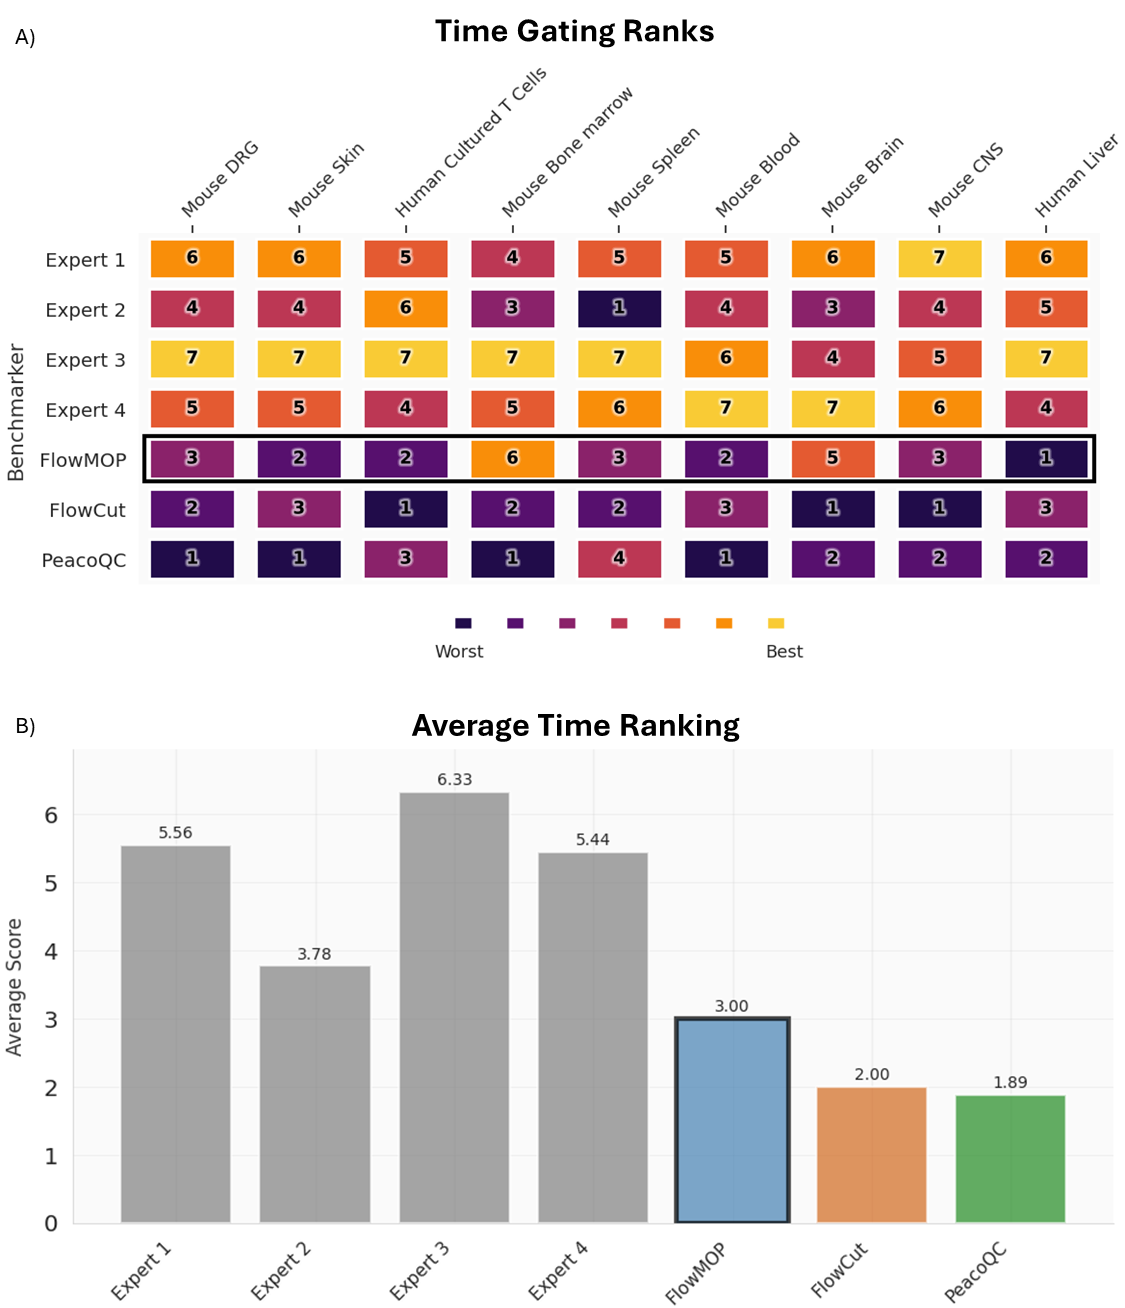 A)
Time Gating Ranks
Mouse DRG
Mouse Skin
Human Cultured T Cells
Mouse Bone marrow
Mouse Spleen
Mouse Blood
Mouse Brain
Mouse CNS
Human Liver
Benchmarker
Expert 1 6 6 5 4 5 5 6 7 6
Expert 2 4 4 6 3 1 4 3 4 5
Expert 3 7 7 7 7 7 6 4 5 7
Expert 4 5 5 4 5 6 7 7 6 4
FlowMOP 3 2 2 6 3 2 5 3 1
FlowCut 2 3 1 2 2 3 1 1 3
PeacoQC 1 1 3 1 4 1 2 2 2
Worst Best
B)
Average Time Ranking
Average Score
6
5
4
3
2
1
0
5.56
3.78
6.33
5.44
3.00
2.00
1.89
Expert 1
Expert 2
Expert 3
Expert 4
FlowMOP
FlowCut
PeacoQC